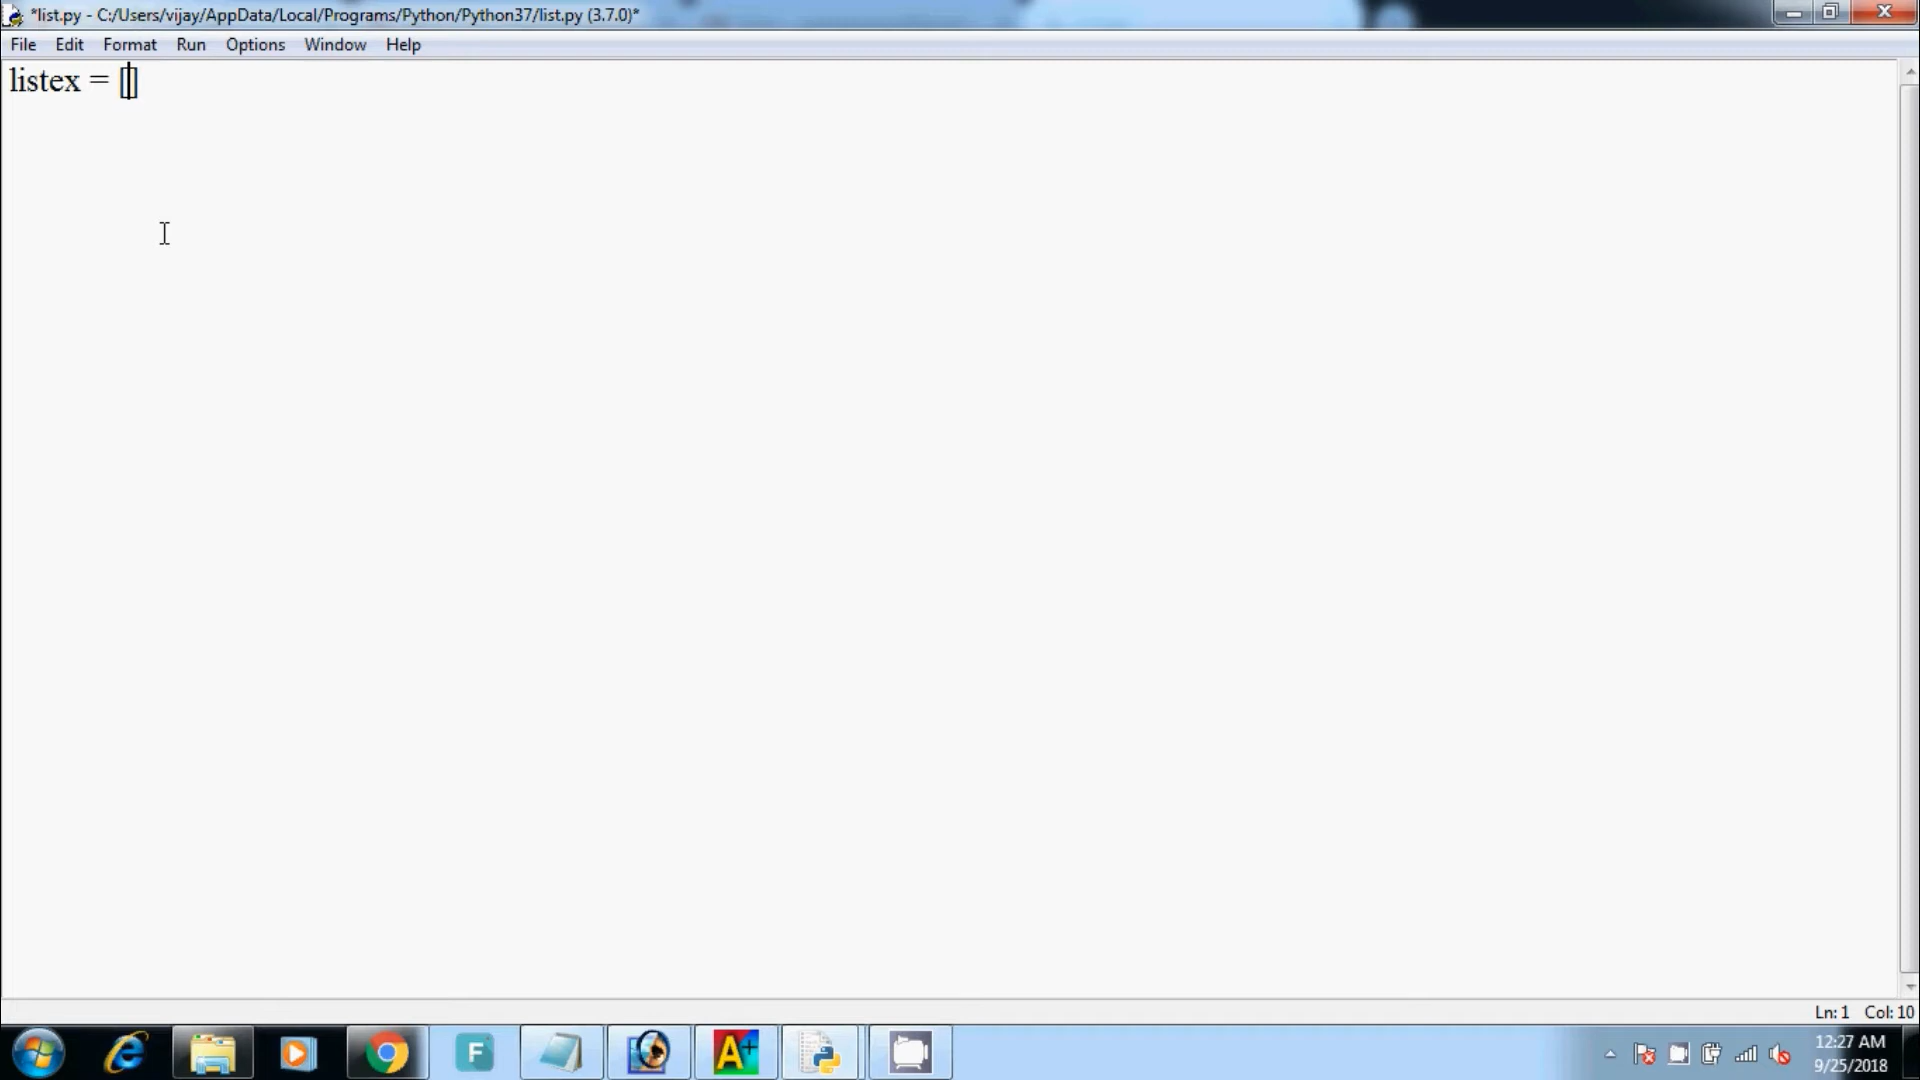 *list.py - C:/Users/vijay/AppData/Local/Programs/Python/Python37/list.py (3.7.0)*
File Edit Format Run Options Window Help
listex = []
Ln: 1 Col: 10
F
A+
12:27 AM
9/25/2018